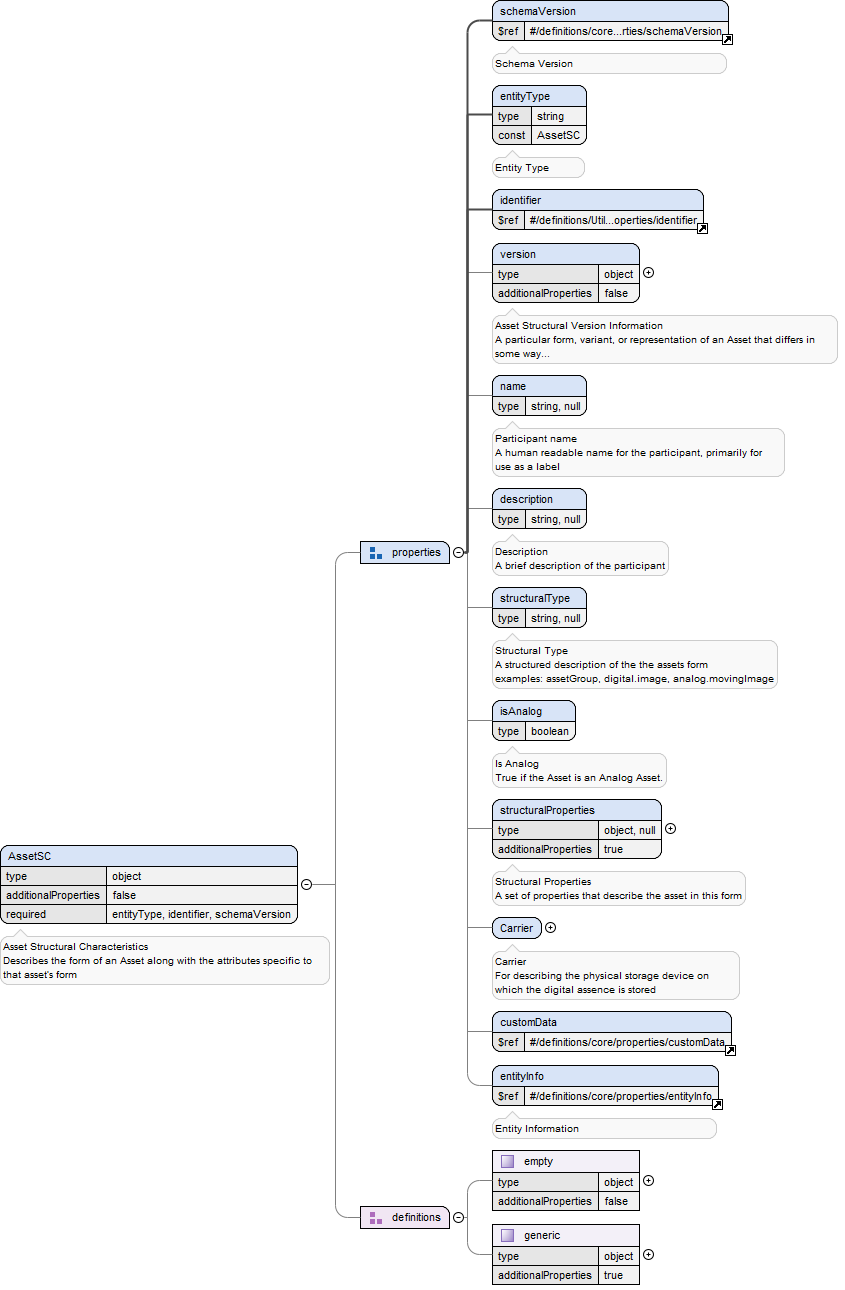 schemaVersion
$ref #/definitions/core...rties/schemaVersion
Schema Version
entityType
type string
const AssetSC
Entity Type
identifier
$ref #/definitions/Util...operties/identifier
version
type object
additionalProperties false
Asset Structural Version Information
A particular form, variant, or representation of an Asset that differs in
some way...
name
type string, null
Participant name
A human readable name for the participant, primarily for
use as a label
description
type string, null
properties
Description
A brief description of the participant
structuralType
type string, null
Structural Type
A structured description of the the assets form
examples: assetGroup, digital.image, analog.movingImage
isAnalog
type boolean
Is Analog
True if the Asset is an Analog Asset.
structuralProperties
type object, null
additionalProperties true
Structural Properties
A set of properties that describe the asset in this form
AssetSC
type object
additionalProperties false
required entityType, identifier, schemaVersion
Asset Structural Characteristics
Describes the form of an Asset along with the attributes specific to
that asset's form
Carrier
Carrier
For describing the physical storage device on
which the digital assence is stored
customData
$ref #/definitions/core/properties/customData
entityInfo
$ref #/definitions/core/properties/entityInfo
Entity Information
definitions
empty
type object
additionalProperties false
generic
type object
additionalProperties true